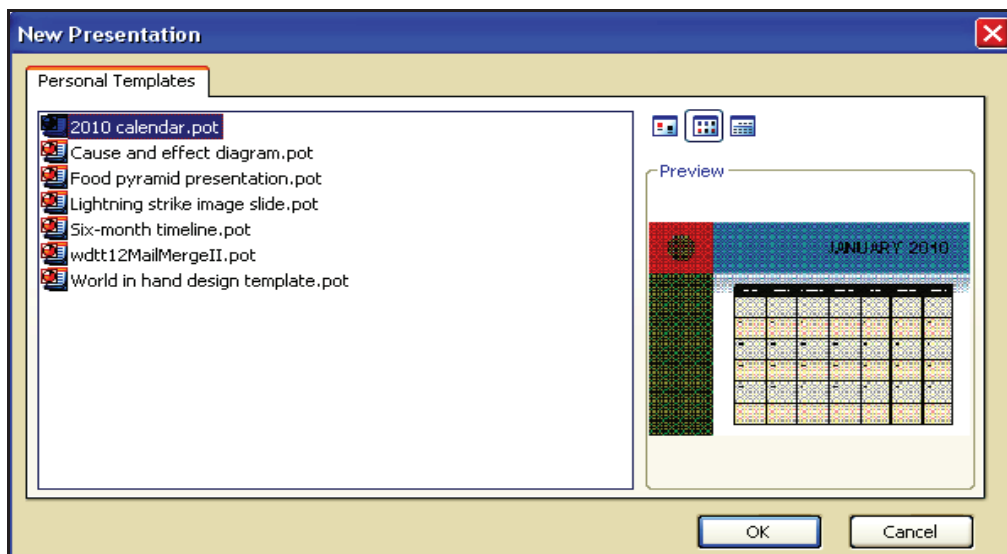 New Presentation
Personal Templates
2010 calendar.pot
Cause and effect diagram.pot
Food pyramid presentation.pot
Lightning strike image slide.pot
Six-month timeline.pot
wdtt12MailMergeII.pot
World in hand design template.pot
Preview
JANUARY 2010
OK
Cancel